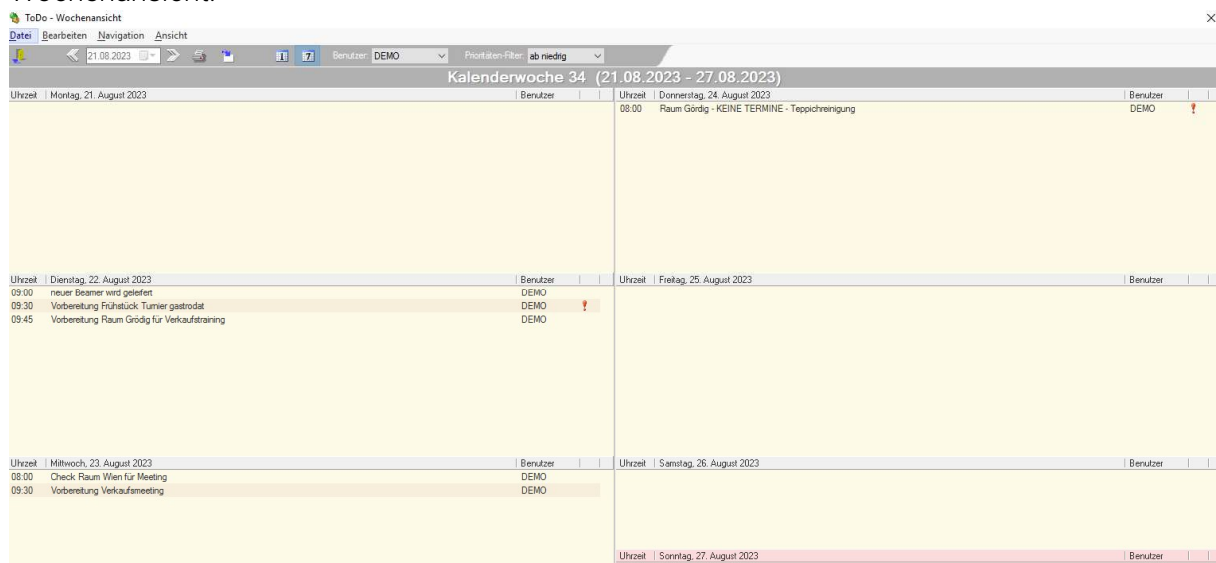 Wochenansicht.
ToDo - Wochenansicht
Datei Bearbeiten Navigation Ansicht
21.08.2023 1 7 Benutzer: DEMO Prioritäten-Filter: ab niedrig
Kalenderwoche 34 (21.08.2023 - 27.08.2023)
Uhrzeit Montag, 21. August 2023 Benutzer
Uhrzeit Dienstag, 22. August 2023 Benutzer
09:00 neuer Beamer wird geleifert DEMO
09:30 Vorbereitung Frühstück Turnier gastrodat DEMO
09:45 Vorbereitung Raum Grödig für Verkaufstraining DEMO
Uhrzeit Mittwoch, 23. August 2023 Benutzer
08:00 Check Raum Wien für Meeting DEMO
09:30 Vorbereitung Verkaufsmeeting DEMO
Uhrzeit Donnerstag, 24. August 2023 Benutzer
08:00 Raum Gördig - KEINE TERMINE - Teppichreinigung DEMO
Uhrzeit Freitag, 25. August 2023 Benutzer
Uhrzeit Samstag, 26. August 2023 Benutzer
Uhrzeit Sonntag, 27. August 2023 Benutzer